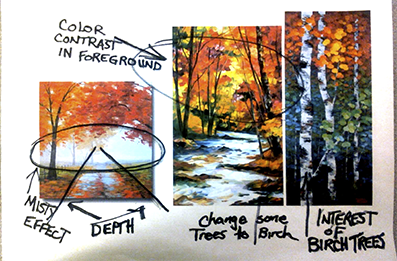 COLOR
CONTRAST
IN FOREGROUND
MISTY
EFFECT
DEPTH
Change some
Trees to Birch
INTEREST
OF
BIRCH TREES